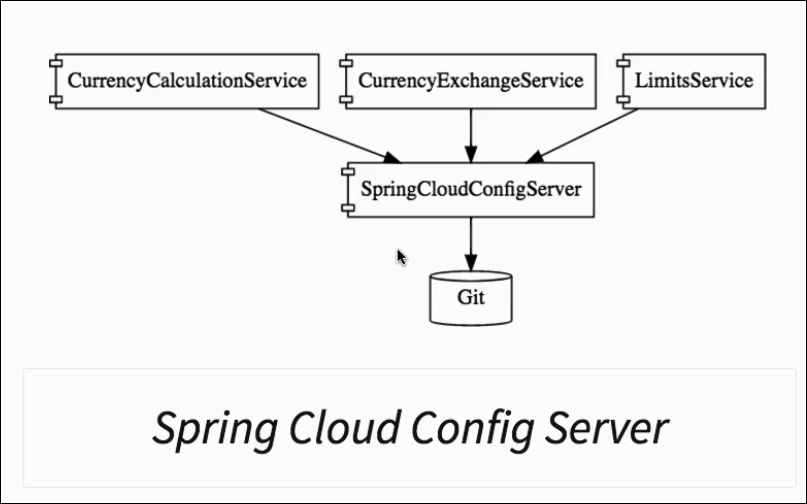 CurrencyCalculationService
CurrencyExchangeService
LimitsService
SpringCloudConfigServer
Git
Spring Cloud Config Server